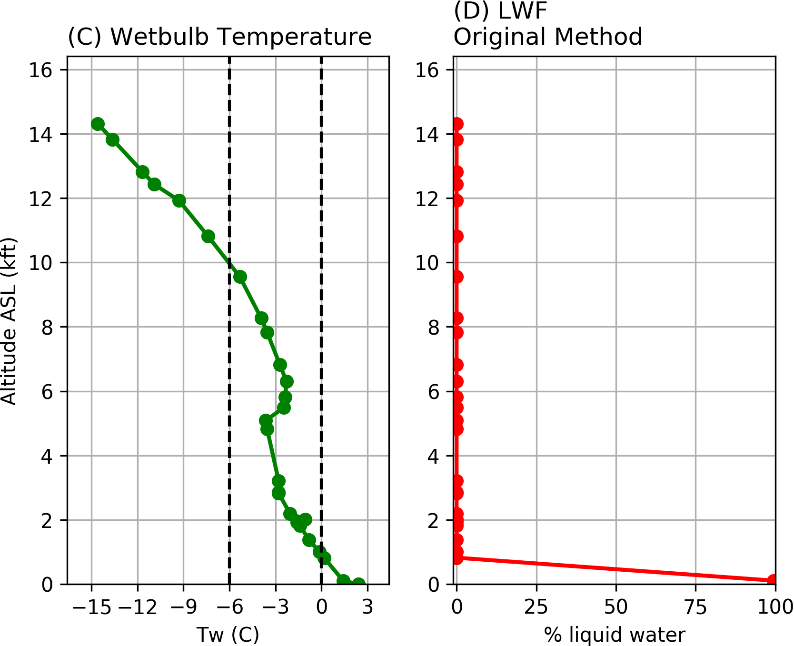 (C) Wetbulb Temperature
(D) LWF
Original Method
16
14
12
10
8
6
4
2
0
Altitude ASL (kft)
−15 −12 −9 −6 −3 0 3
Tw (C)
16
14
12
10
8
6
4
2
0
0 25 50 75 100
% liquid water